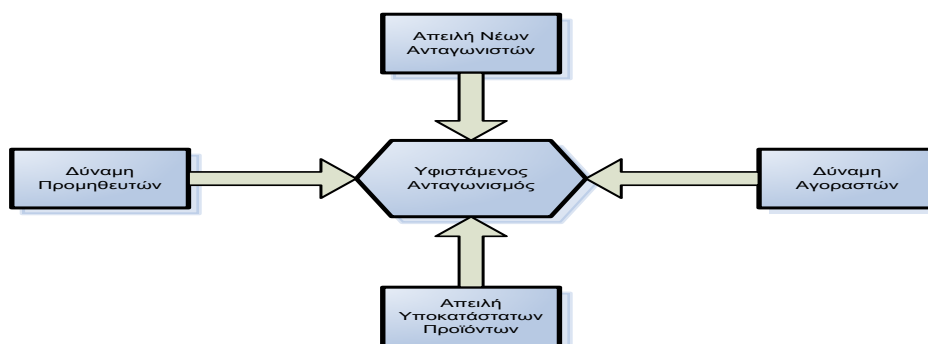 Απειλή Νέων
Ανταγωνιστών
Δύναμη
Προμηθευτών
Υφιστάμενος
Ανταγωνισμός
Δύναμη
Αγοραστών
Απειλή
Υποκατάστατων
Προϊόντων